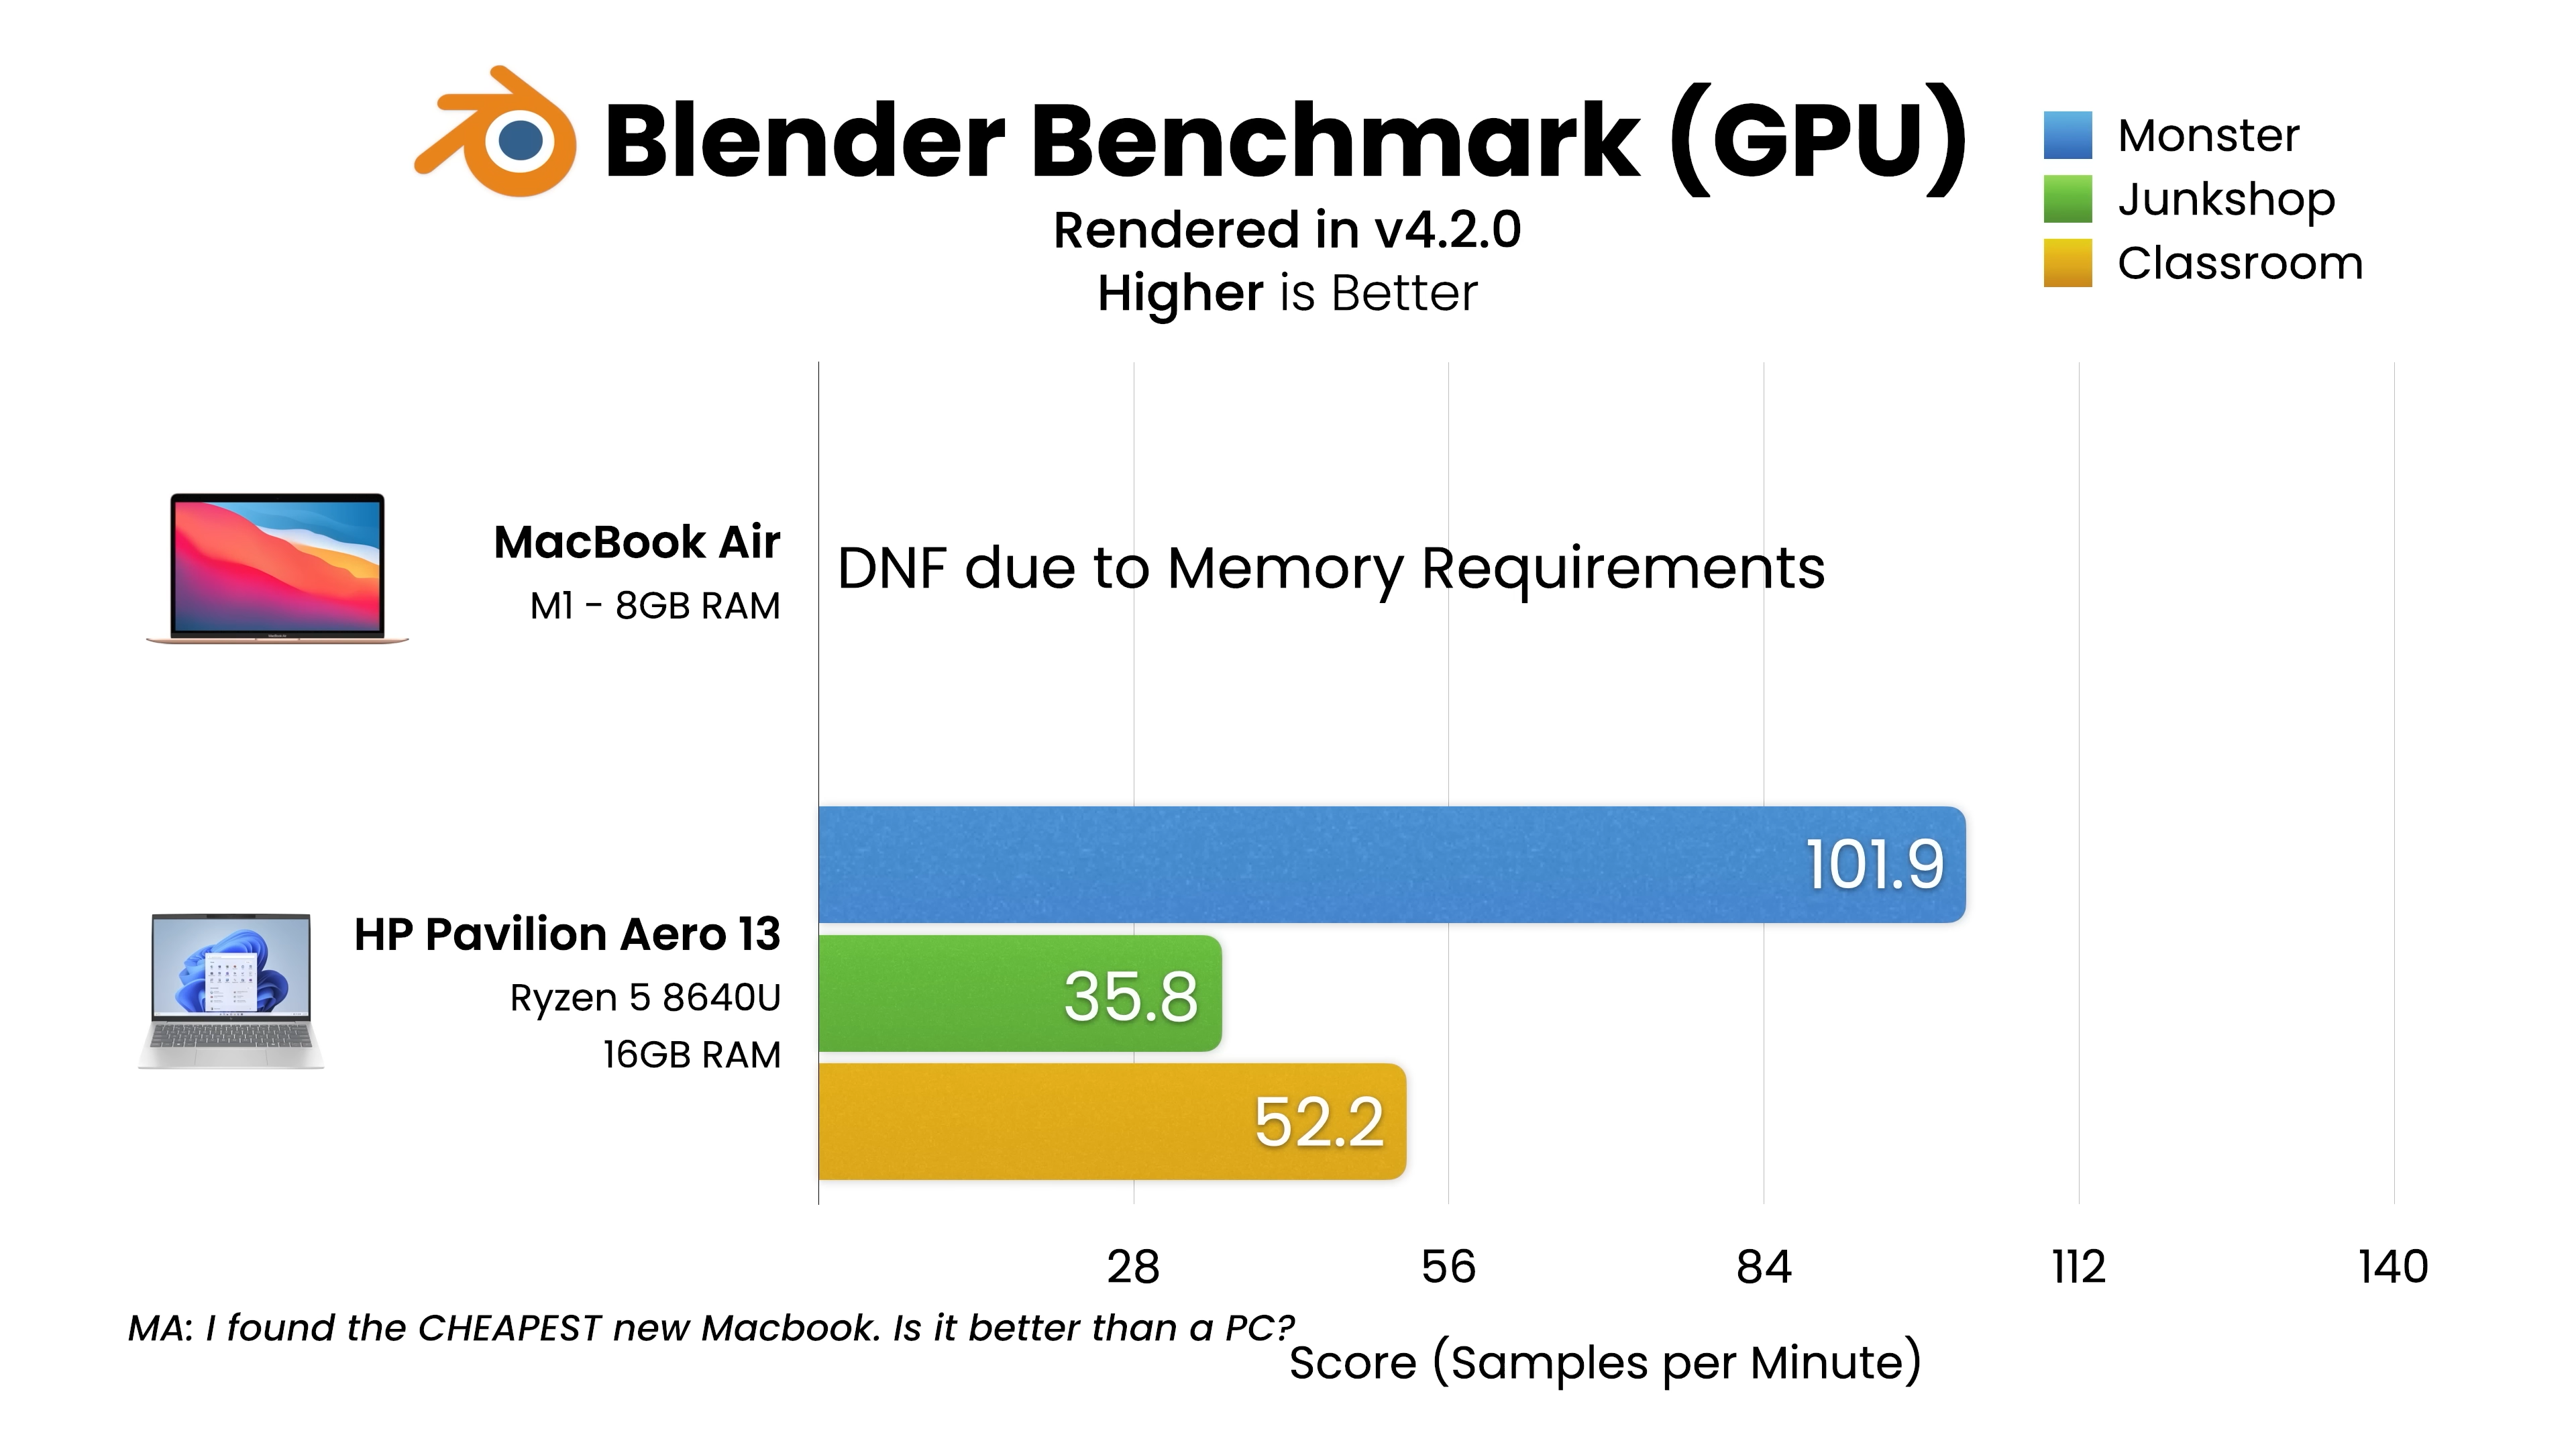 Blender Benchmark (GPU)
Rendered in v4.2.0
Higher is Better
Monster
Junkshop
Classroom
MacBook Air
M1 - 8GB RAM
DNF due to Memory Requirements
HP Pavilion Aero 13
Ryzen 5 8640U
16GB RAM
101.9
35.8
52.2
28 56 84 112 140
MA: I found the CHEAPEST new Macbook. Is it better than a PC?
Score (Samples per Minute)